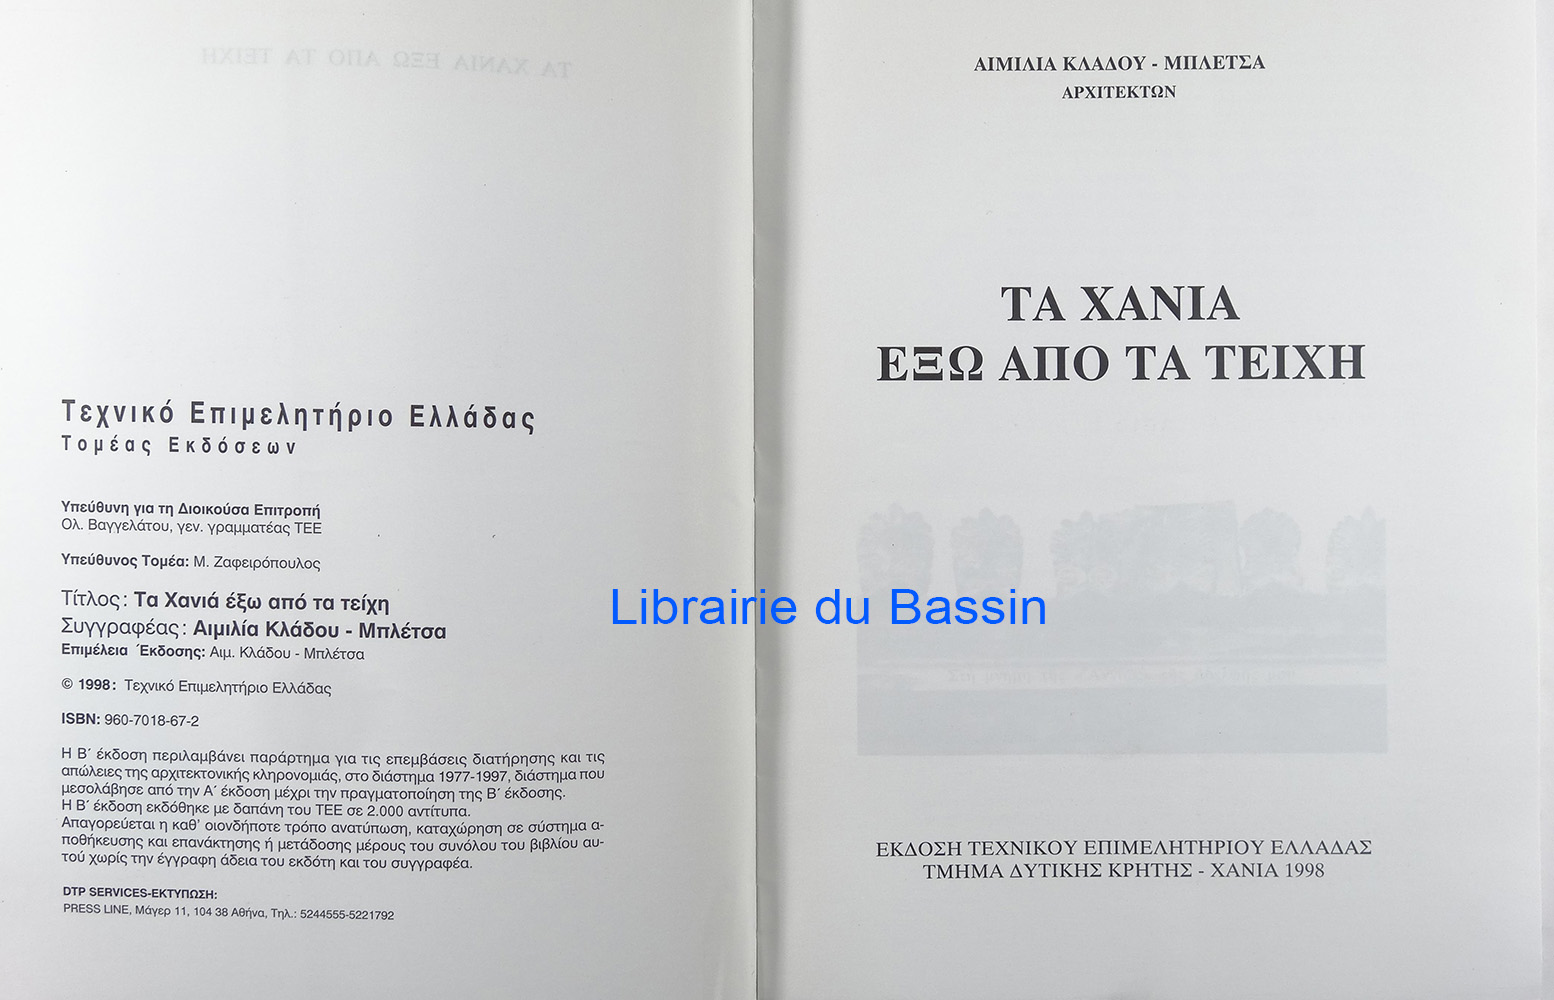 Τεχνικό Επιμελητήριο Ελλάδας
Τομέας Εκδόσεων
Υπεύθυνη για τη Διοικούσα Επιτροπή
Ολ. Βαγγελάτου, γεν. γραμματέας ΤΕΕ
Υπεύθυνος Τομέα: Μ. Ζαφειρόπουλος
Τίτλος: Τα Χανιά έξω από τα τείχη
Συγγραφέας: Αιμιλία Κλάδου - Μπλέτσα
Επιμέλεια Έκδοσης: Αιμ. Κλάδου - Μπλέτσα
© 1998: Τεχνικό Επιμελητήριο Ελλάδας
ISBN: 960-7018-67-2
Η Β΄ έκδοση περιλαμβάνει παράρτημα για τις επεμβάσεις διατήρησης και τις
απώλειες της αρχιτεκτονικής κληρονομιάς, στο διάστημα 1977-1997, διάστημα που
μεσολάβησε από την Α΄ έκδοση μέχρι την πραγματοποίηση της Β΄ έκδοσης.
Η Β΄ έκδοση εκδόθηκε με δαπάνη του ΤΕΕ σε 2.000 αντίτυπα.
Απαγορεύεται η καθ' οιονδήποτε τρόπο ανατύπωση, καταχώρηση σε σύστημα α-
ποθήκευσης και επανάκτησης ή μετάδοσης μέρους του συνόλου του βιβλίου αυ-
τού χωρίς την έγγραφη άδεια του εκδότη και του συγγραφέα.
DTP SERVICES-ΕΚΤΥΠΩΣΗ:
PRESS LINE, Μάγερ 11, 104 38 Αθήνα, Τηλ.: 5244555-5221792
Librairie du Bassin
ΑΙΜΙΛΙΑ ΚΛΑΔΟΥ - ΜΠΛΕΤΣΑ
ΑΡΧΙΤΕΚΤΩΝ
ΤΑ ΧΑΝΙΑ
ΕΞΩ ΑΠΟ ΤΑ ΤΕΙΧΗ
ΕΚΔΟΣΗ ΤΕΧΝΙΚΟΥ ΕΠΙΜΕΛΗΤΗΡΙΟΥ ΕΛΛΑΔΑΣ
ΤΜΗΜΑ ΔΥΤΙΚΗΣ ΚΡΗΤΗΣ - ΧΑΝΙΑ 1998